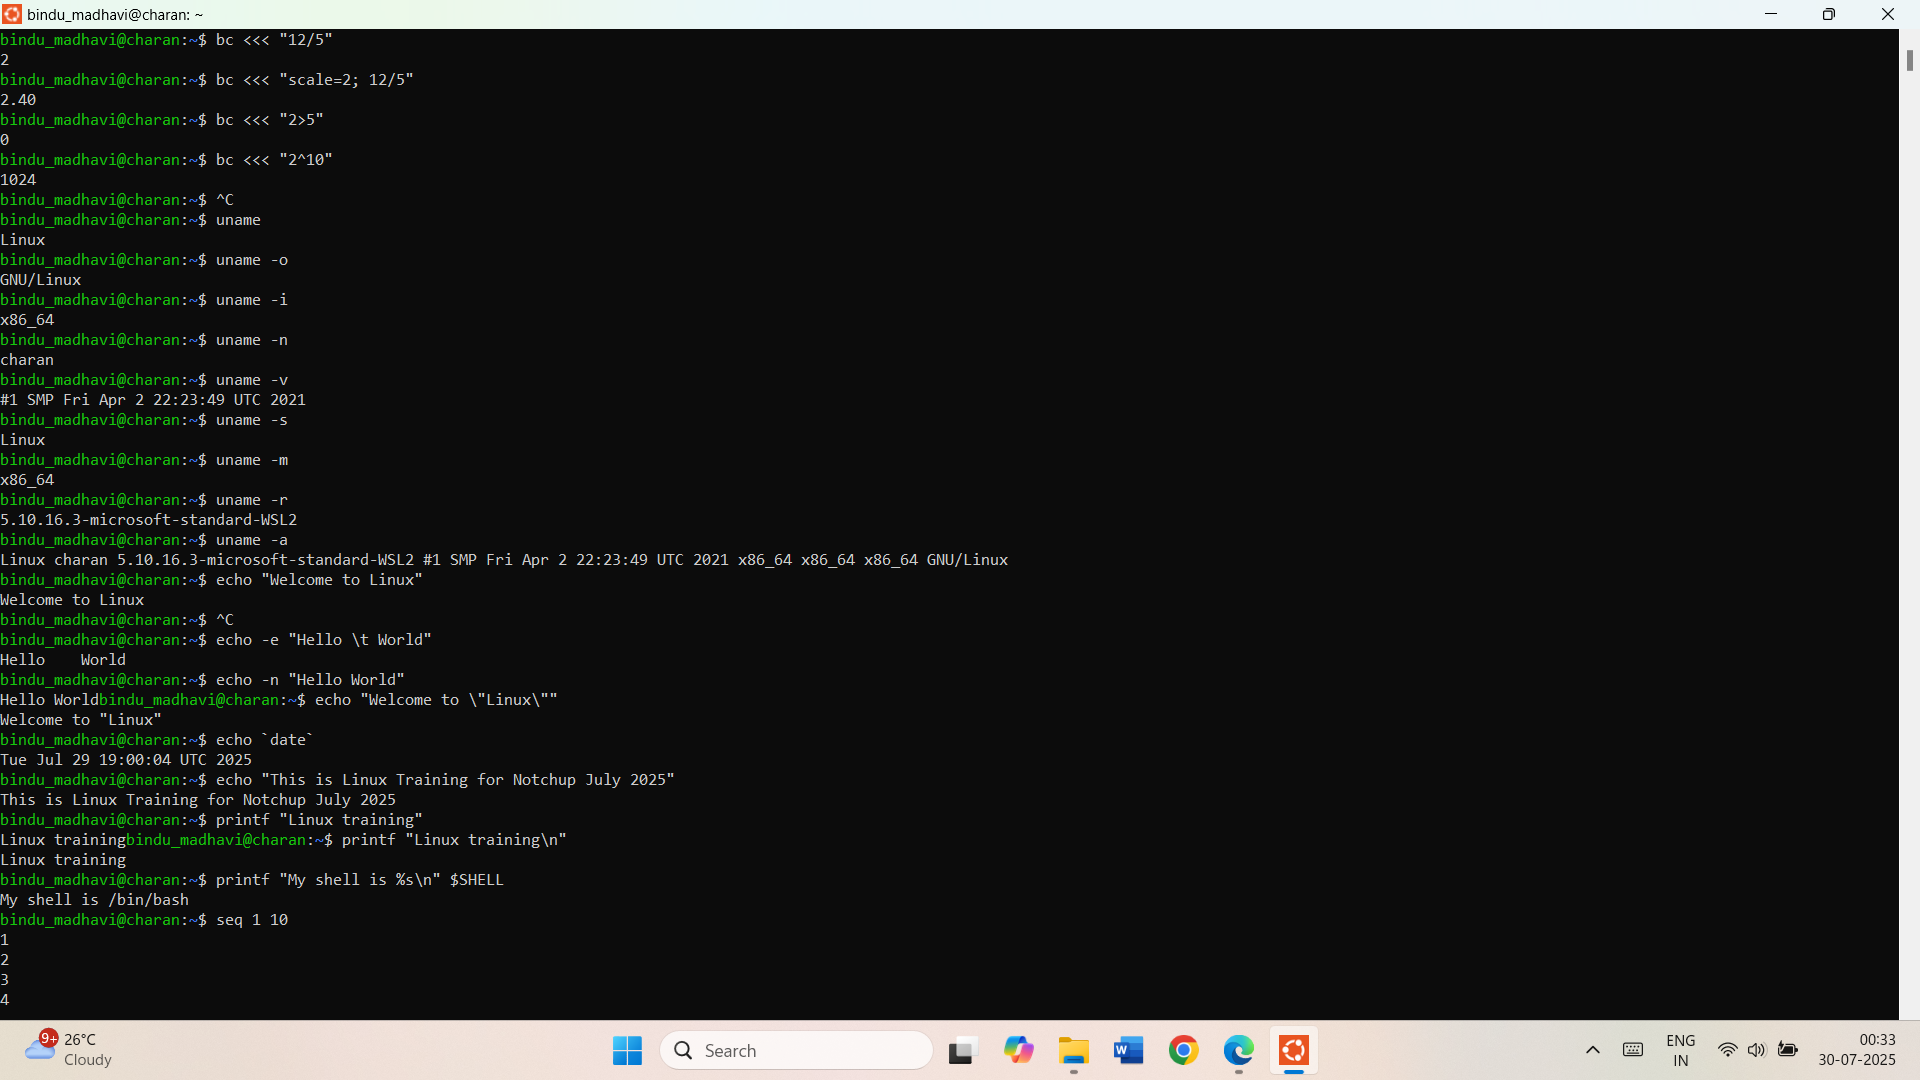 bindu_madhavi@charan: ~
bindu_madhavi@charan:~$ bc <<< "12/5"
2
bindu_madhavi@charan:~$ bc <<< "scale=2; 12/5"
2.40
bindu_madhavi@charan:~$ bc <<< "2>5"
0
bindu_madhavi@charan:~$ bc <<< "2^10"
1024
bindu_madhavi@charan:~$ ^C
bindu_madhavi@charan:~$ uname
Linux
bindu_madhavi@charan:~$ uname -o
GNU/Linux
bindu_madhavi@charan:~$ uname -i
x86_64
bindu_madhavi@charan:~$ uname -n
charan
bindu_madhavi@charan:~$ uname -v
#1 SMP Fri Apr 2 22:23:49 UTC 2021
bindu_madhavi@charan:~$ uname -s
Linux
bindu_madhavi@charan:~$ uname -m
x86_64
bindu_madhavi@charan:~$ uname -r
5.10.16.3-microsoft-standard-WSL2
bindu_madhavi@charan:~$ uname -a
Linux charan 5.10.16.3-microsoft-standard-WSL2 #1 SMP Fri Apr 2 22:23:49 UTC 2021 x86_64 x86_64 x86_64 GNU/Linux
bindu_madhavi@charan:~$ echo "Welcome to Linux"
Welcome to Linux
bindu_madhavi@charan:~$ ^C
bindu_madhavi@charan:~$ echo -e "Hello \t World"
Hello    World
bindu_madhavi@charan:~$ echo -n "Hello World"
Hello Worldbindu_madhavi@charan:~$ echo "Welcome to \"Linux\""
Welcome to "Linux"
bindu_madhavi@charan:~$ echo `date`
Tue Jul 29 19:00:04 UTC 2025
bindu_madhavi@charan:~$ echo "This is Linux Training for Notchup July 2025"
This is Linux Training for Notchup July 2025
bindu_madhavi@charan:~$ printf "Linux training"
Linux trainingbindu_madhavi@charan:~$ printf "Linux training\n"
Linux training
bindu_madhavi@charan:~$ printf "My shell is %s\n" $SHELL
My shell is /bin/bash
bindu_madhavi@charan:~$ seq 1 10
1
2
3
4
9+
26°C
Cloudy
Search
W
ENG
IN
00:33
30-07-2025